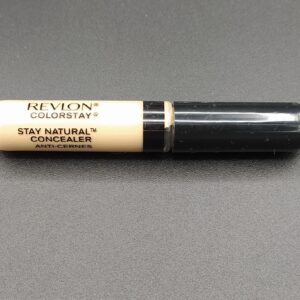 REVLON®
COLORSTAY®
STAY NATURAL™
CONCEALER
ANTI-CERNES